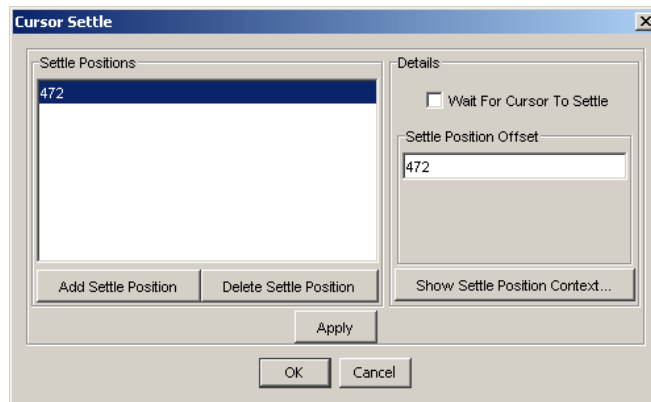 Cursor Settle
Settle Positions
472
Add Settle Position
Delete Settle Position
Details
Wait For Cursor To Settle
Settle Position Offset
472
Show Settle Position Context...
Apply
OK
Cancel